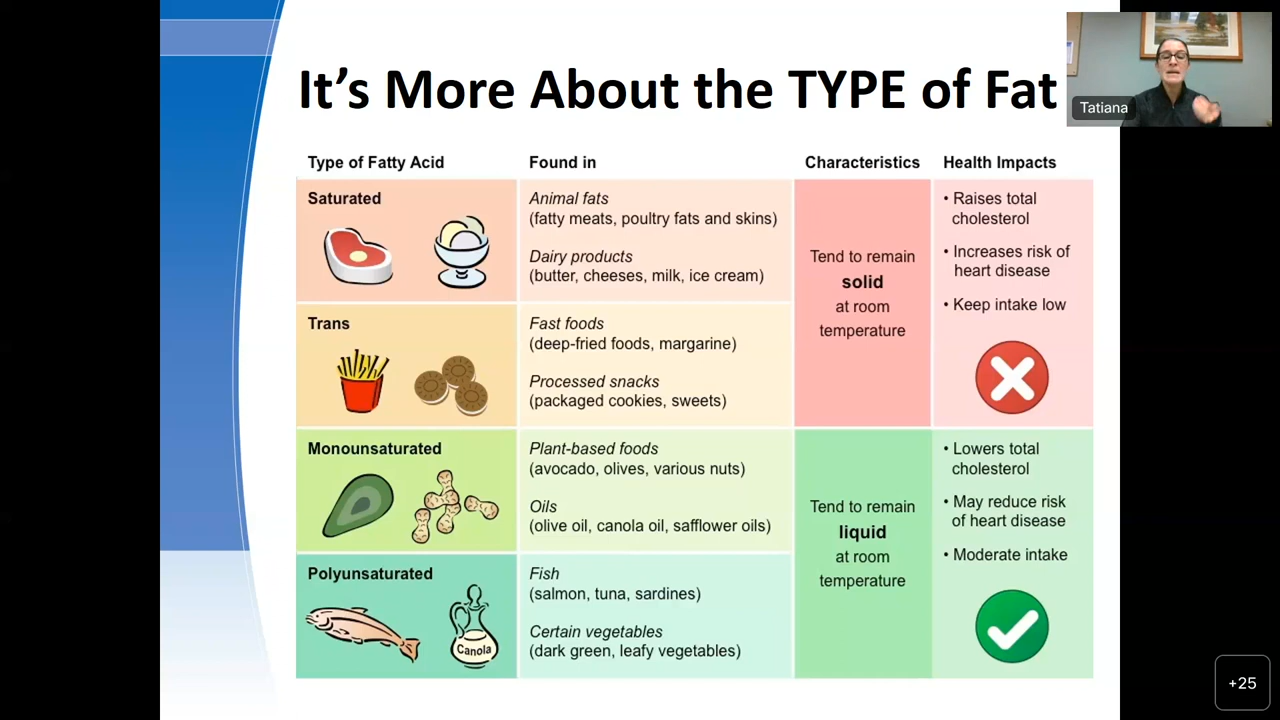 It's More About the TYPE of Fat
Tatiana
Type of Fatty Acid
Found in
Characteristics
Health Impacts
Saturated
Animal fats
(fatty meats, poultry fats and skins)
Dairy products
(butter, cheeses, milk, ice cream)
Trans
Fast foods
(deep-fried foods, margarine)
Processed snacks
(packaged cookies, sweets)
Tend to remain
solid
at room
temperature
• Raises total
cholesterol
• Increases risk of
heart disease
• Keep intake low
Monounsaturated
Plant-based foods
(avocado, olives, various nuts)
Oils
(olive oil, canola oil, safflower oils)
Polyunsaturated
Canola
Fish
(salmon, tuna, sardines)
Certain vegetables
(dark green, leafy vegetables)
Tend to remain
liquid
at room
temperature
• Lowers total
cholesterol
• May reduce risk
of heart disease
• Moderate intake
+25